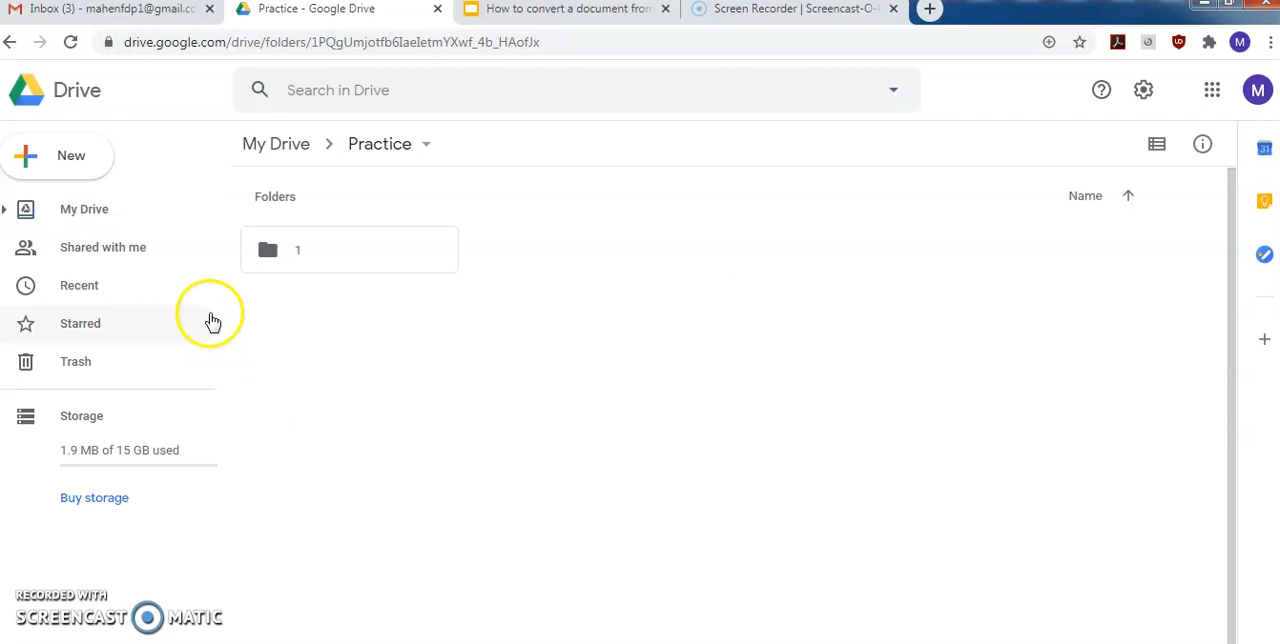 Inbox (3) - mahenfdp1@gmail.co
Practice - Google Drive
How to convert a document from
Screen Recorder | Screencast-O-
drive.google.com/drive/folders/1PQgUmjotfb6IaeIetmYXwf_4b_HAofJx
M
Drive
Search in Drive
M
New
My Drive
Practice
31
My Drive
Folders
Name
Shared with me
1
Recent
Starred
Trash
Storage
1.9 MB of 15 GB used
Buy storage
RECORDED WITH
SCREENCAST MATIC